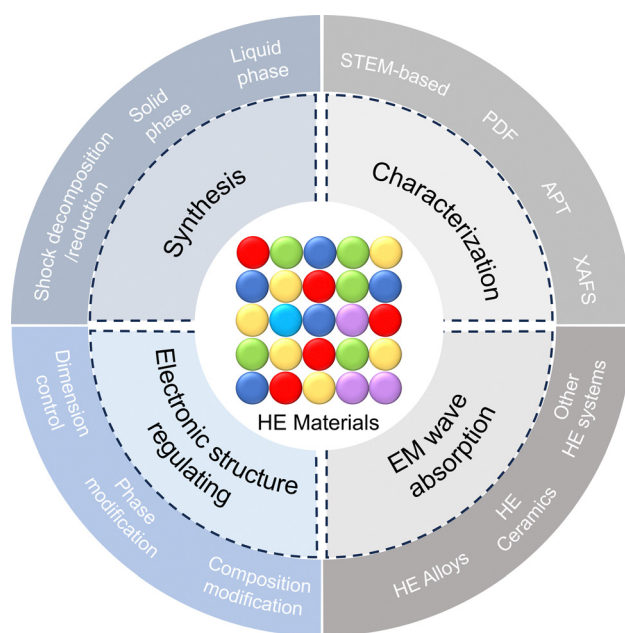 Liquid phase
Solid
phase
Shock decomposition
/reduction
Synthesis
STEM-based
PDF
APT
XAFS
Characterization
HE Materials
Electronic structure
regulating
Dimension
control
Phase
modification
Composition
modification
EM wave
absorption
Other
HE systems
HE
Ceramics
HE Alloys